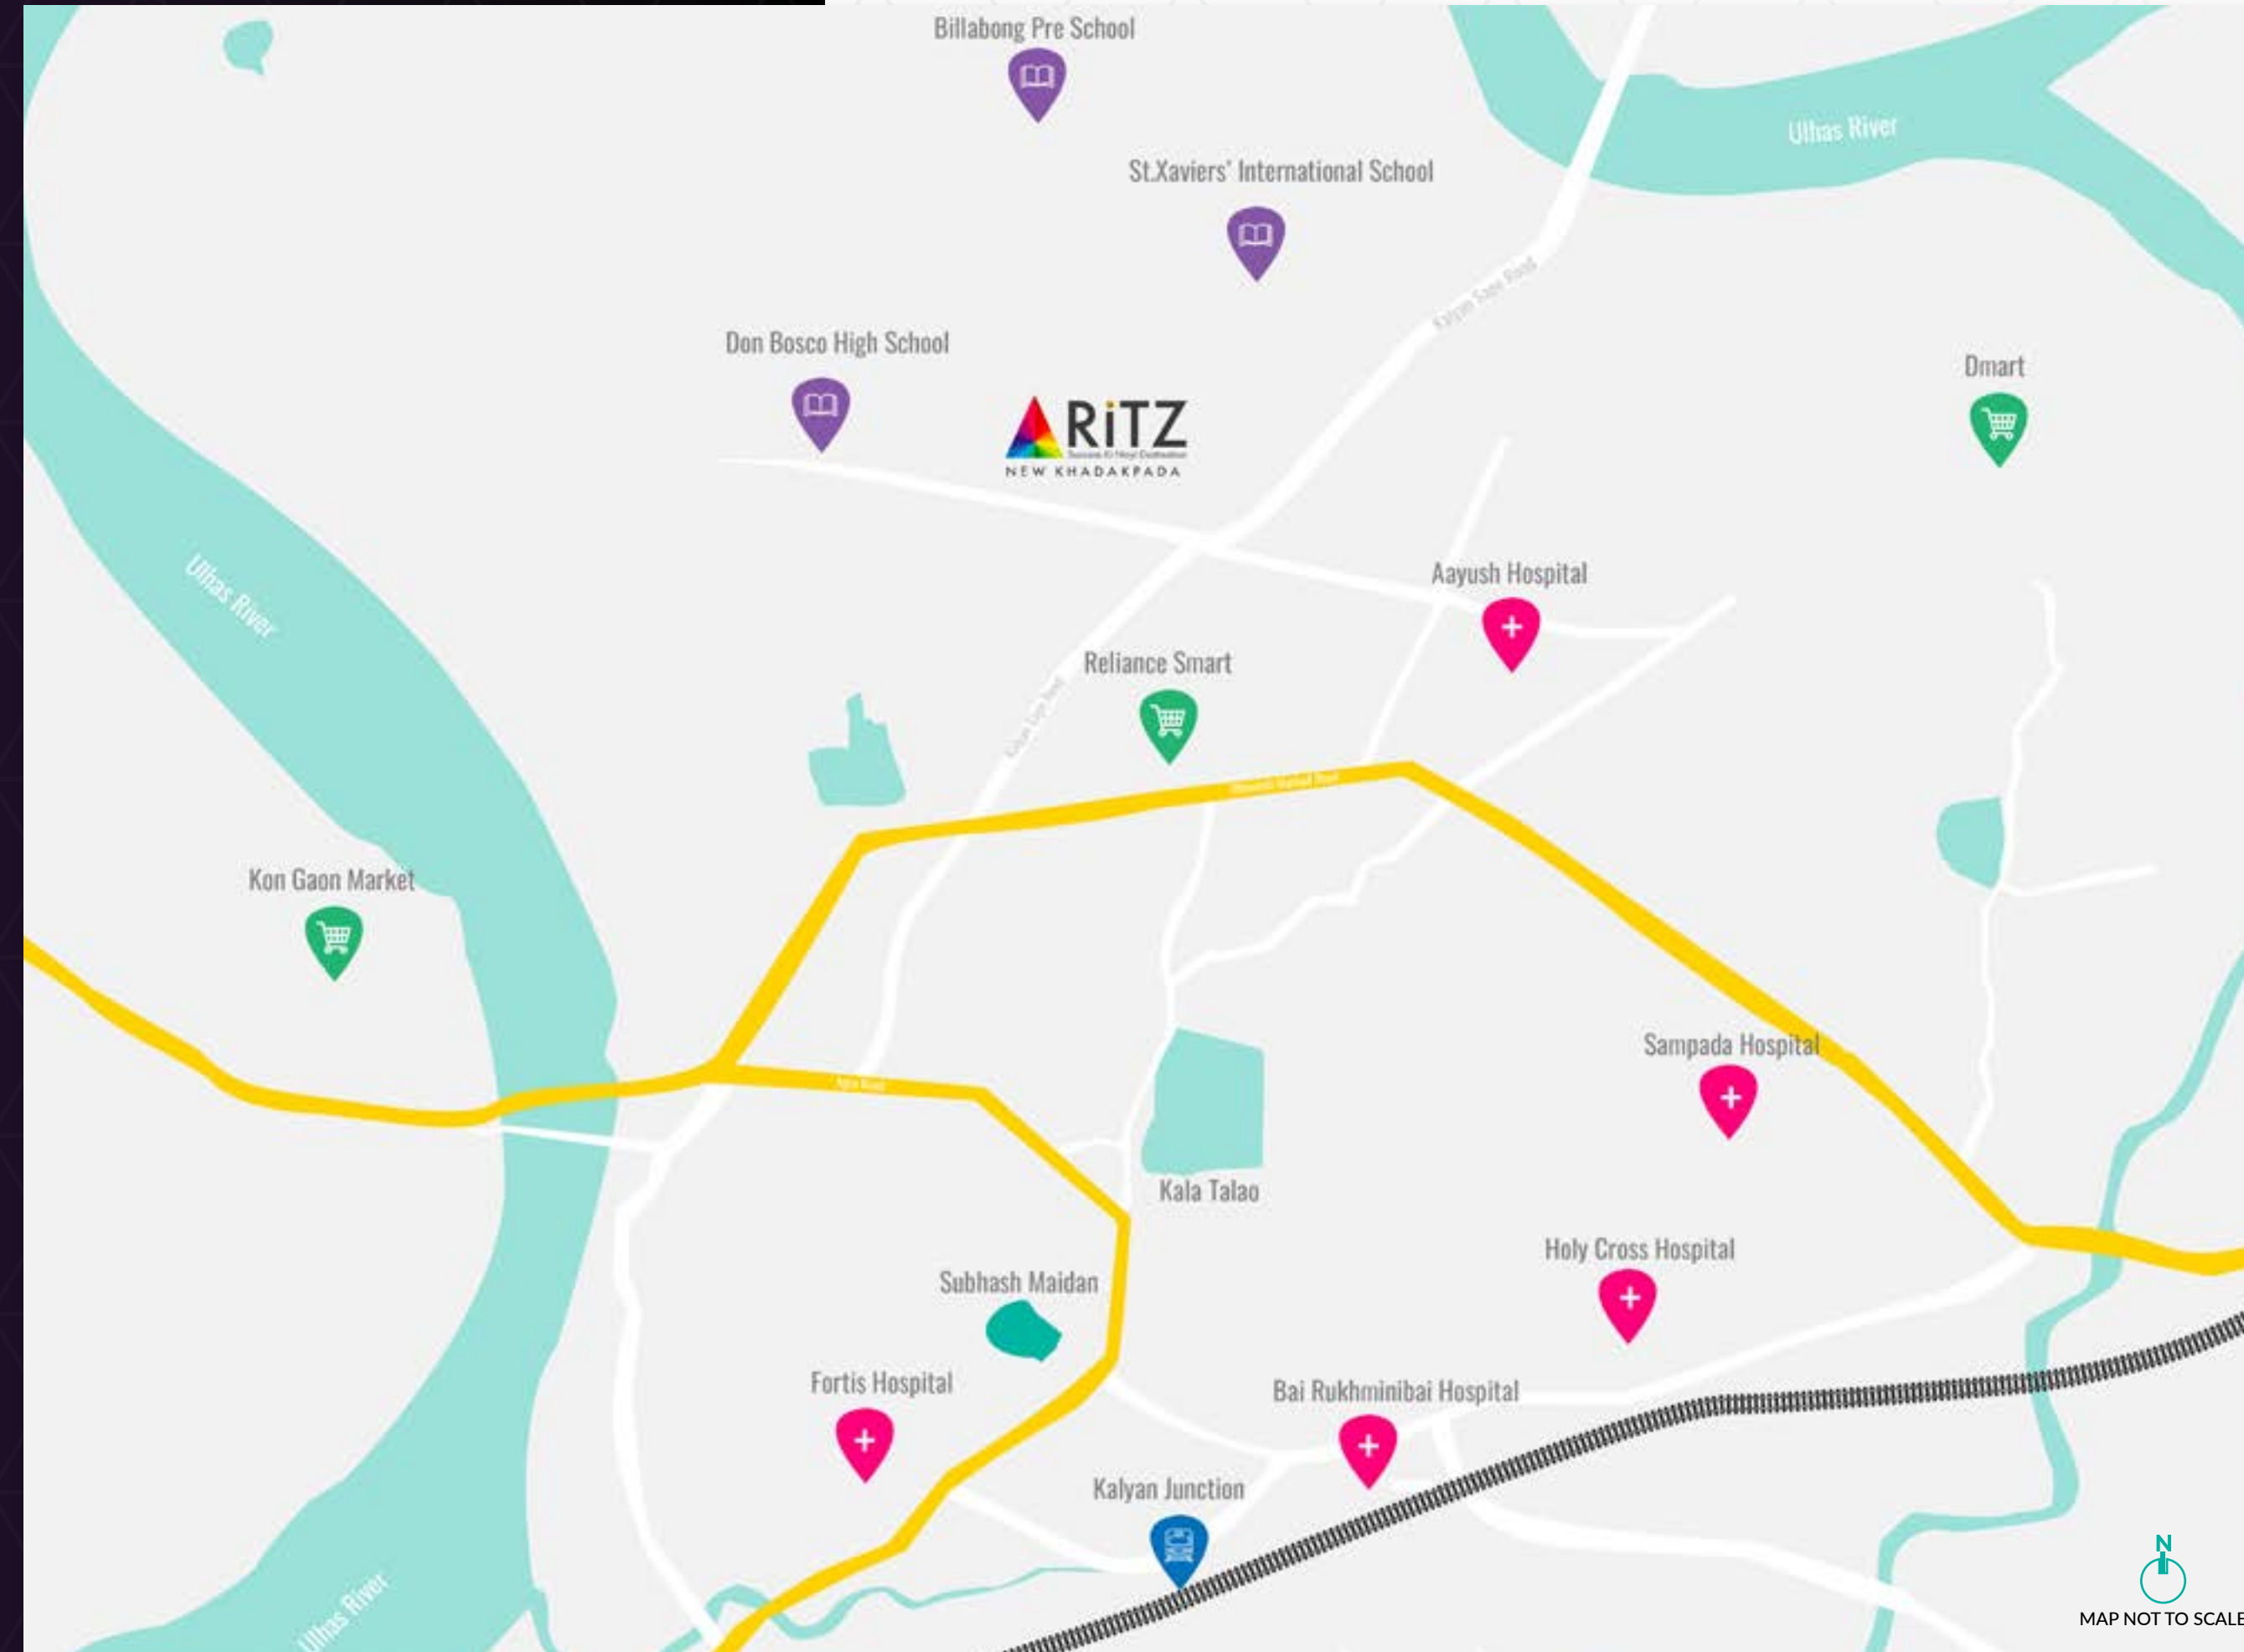 Billabong Pre School
Ulhas River
St.Xaviers' International School
Kalyan Sape Road
Don Bosco High School
Dmart
RiTZ
NEW KHADAKPADA
Ulhas River
Aayush Hospital
Reliance Smart
Kon Gaon Market
Agra Road
Sampada Hospital
Kala Talao
Holy Cross Hospital
Subhash Maidan
Fortis Hospital
Bai Rukhminibai Hospital
Kalyan Junction
N
Ulhas River
MAP NOT TO SCALE